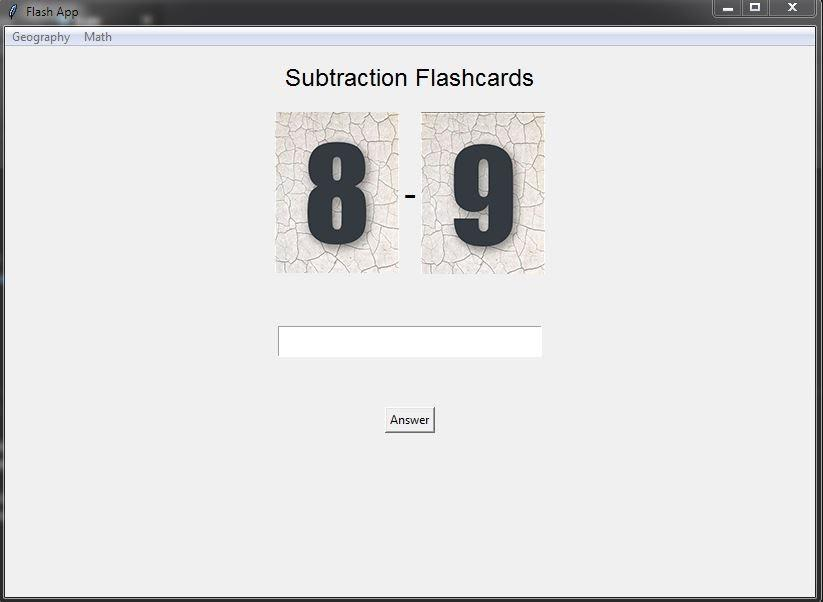 Flash App
Geography Math
Subtraction Flashcards
8 - 9
Answer